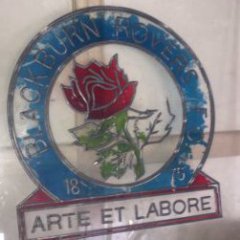 BLACKBURN ROVERS F.C.
18 75
ARTE ET LABORE